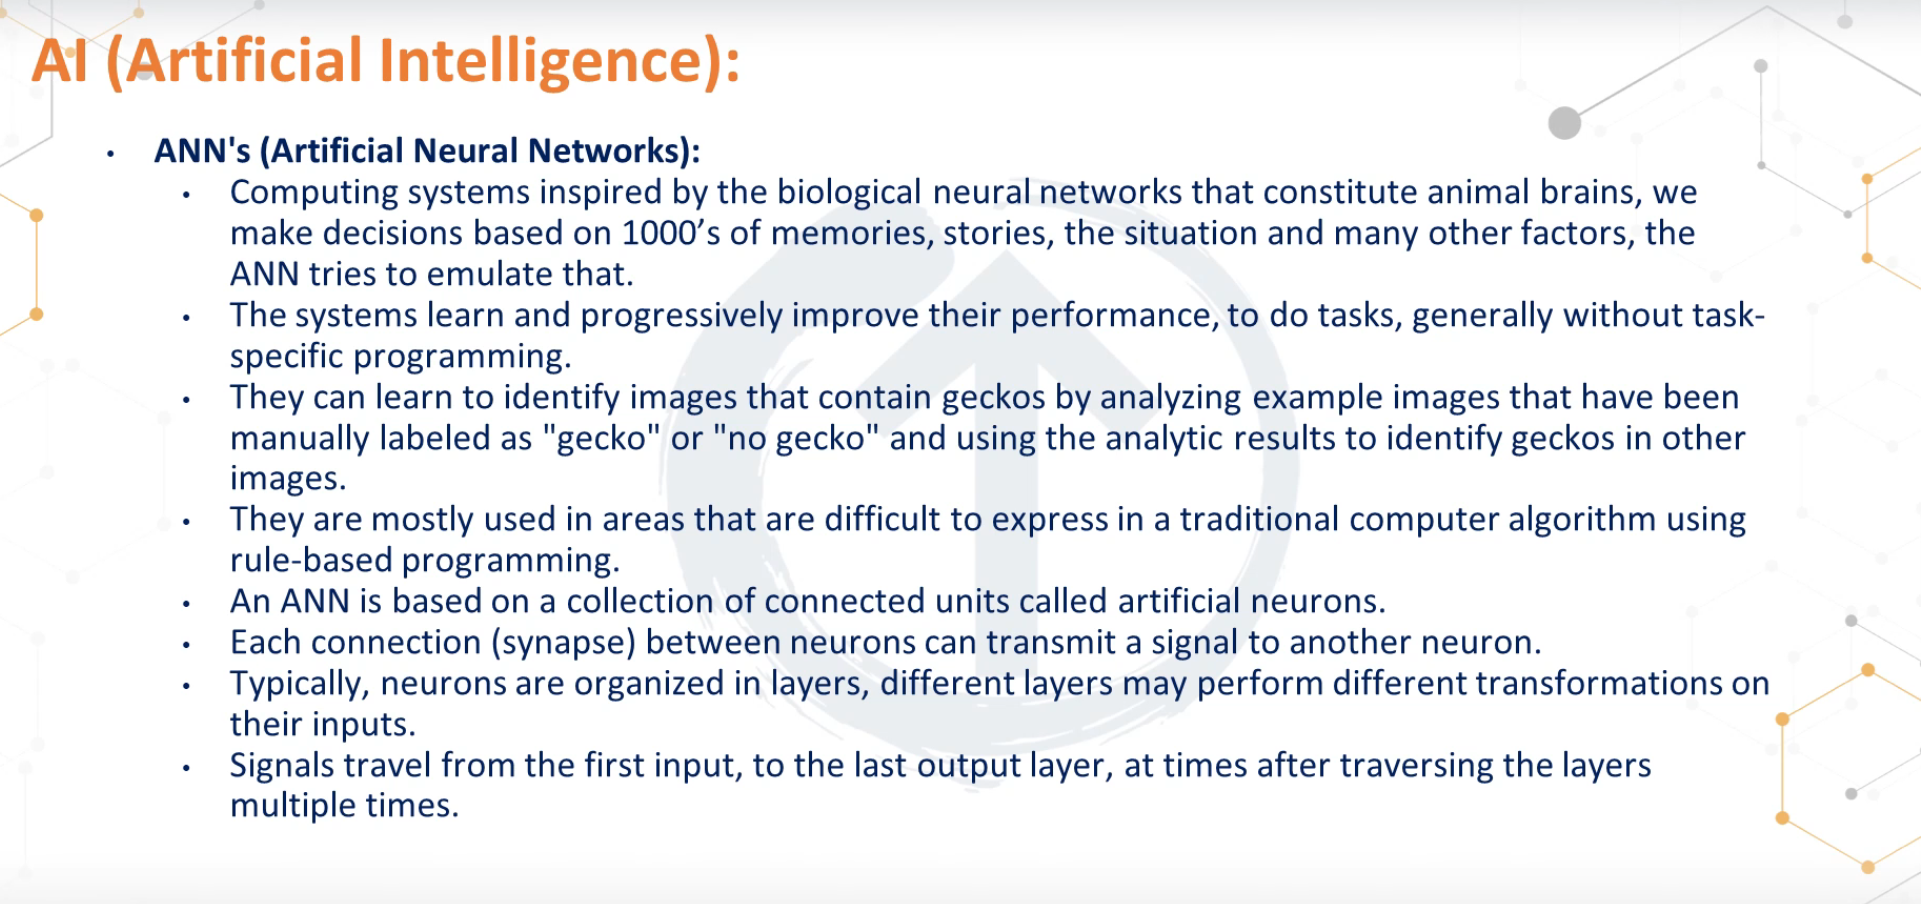 AI (Artificial Intelligence):
• ANN's (Artificial Neural Networks):
• Computing systems inspired by the biological neural networks that constitute animal brains, we
make decisions based on 1000’s of memories, stories, the situation and many other factors, the
ANN tries to emulate that.
• The systems learn and progressively improve their performance, to do tasks, generally without task-
specific programming.
• They can learn to identify images that contain geckos by analyzing example images that have been
manually labeled as "gecko" or "no gecko" and using the analytic results to identify geckos in other
images.
• They are mostly used in areas that are difficult to express in a traditional computer algorithm using
rule-based programming.
• An ANN is based on a collection of connected units called artificial neurons.
• Each connection (synapse) between neurons can transmit a signal to another neuron.
• Typically, neurons are organized in layers, different layers may perform different transformations on
their inputs.
• Signals travel from the first input, to the last output layer, at times after traversing the layers
multiple times.